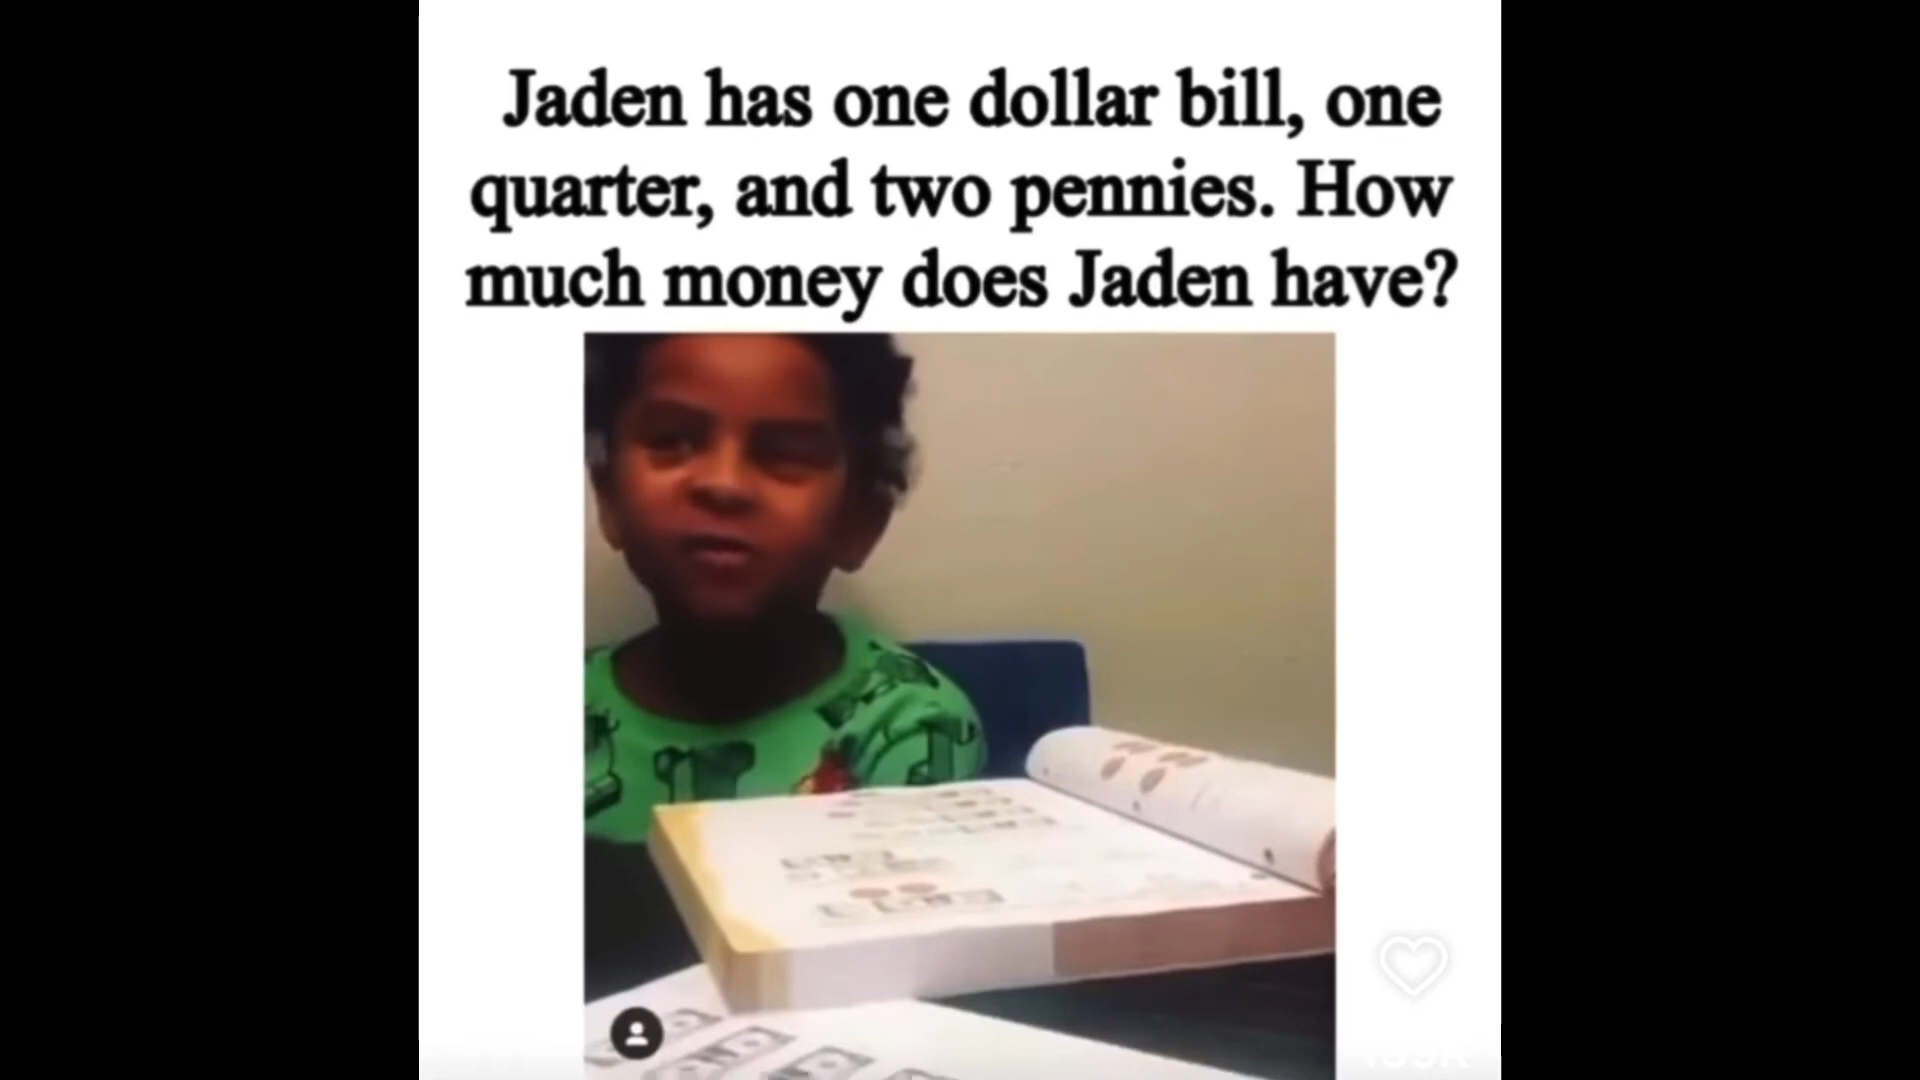 Jaden has one dollar bill, one
quarter, and two pennies. How
much money does Jaden have?